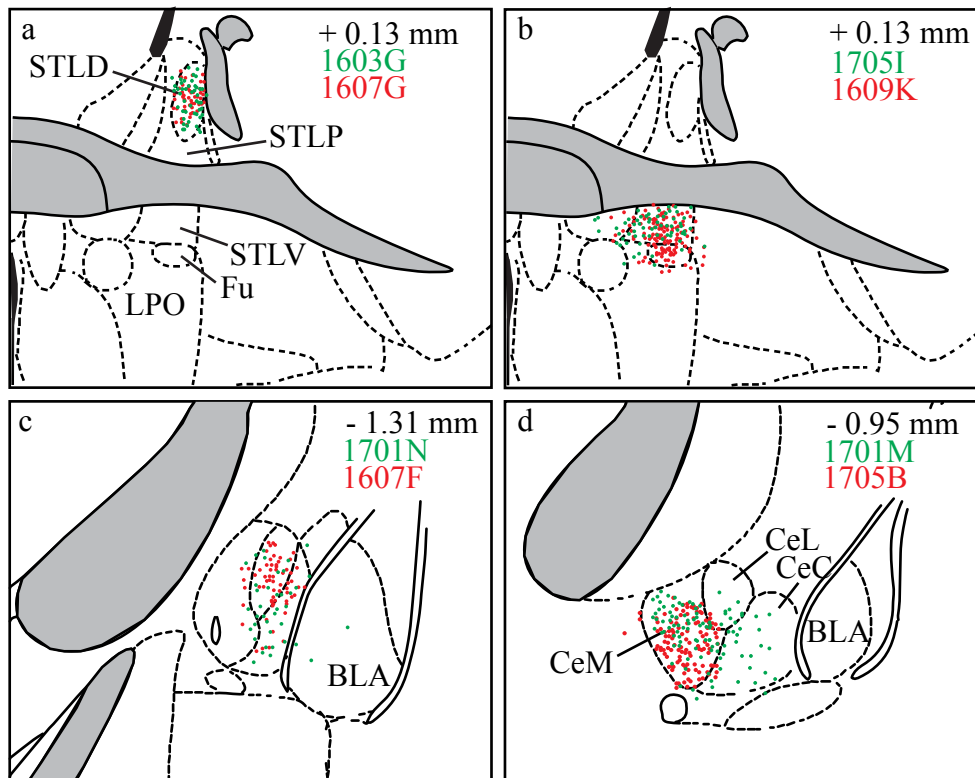 a
+ 0.13 mm
1603G
1607G
STLD
STLP
STLV
Fu
LPO
b
+ 0.13 mm
1705I
1609K
c
- 1.31 mm
1701N
1607F
BLA
d
- 0.95 mm
1701M
1705B
CeL
CeC
BLA
CeM